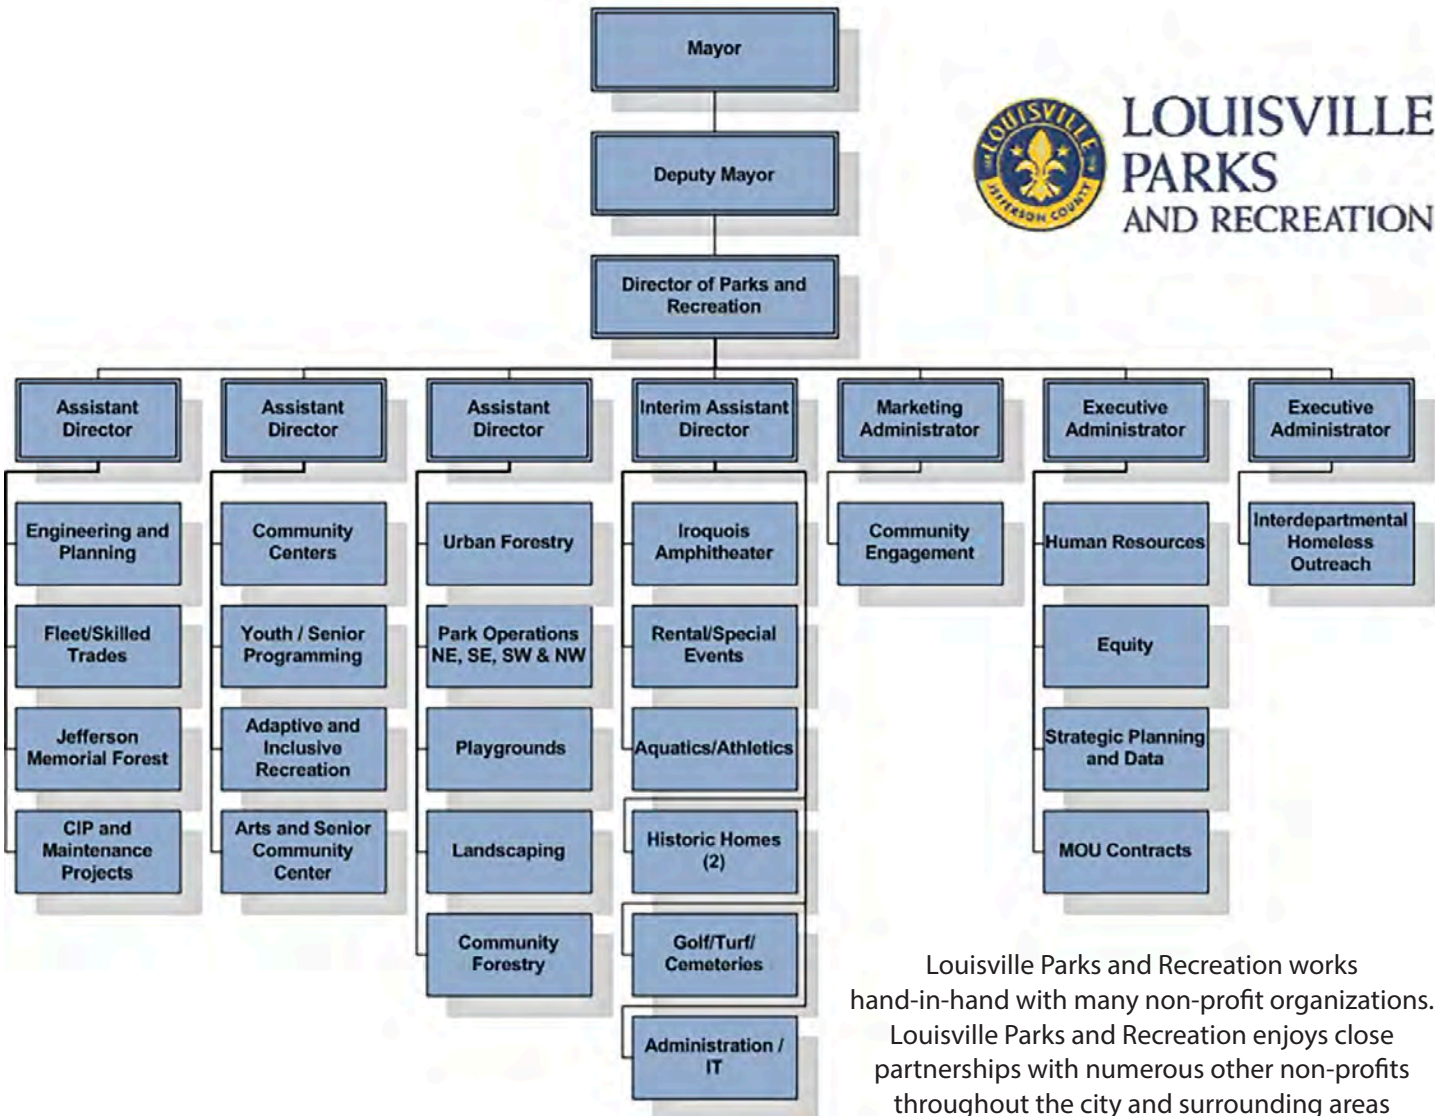 Mayor
LOUISVILLE
JEFFERSON COUNTY
LOUISVILLE
PARKS
AND RECREATION
Deputy Mayor
Director of Parks and
Recreation
Assistant
Director
Assistant
Director
Assistant
Director
Interim Assistant
Director
Marketing
Administrator
Executive
Administrator
Executive
Administrator
Engineering and
Planning
Community
Centers
Urban Forestry
Iroquois
Amphitheater
Community
Engagement
Human Resources
Interdepartmental
Homeless
Outreach
Fleet/Skilled
Trades
Youth / Senior
Programming
Park Operations
NE, SE, SW & NW
Rental/Special
Events
Equity
Jefferson
Memorial Forest
Adaptive and
Inclusive
Recreation
Playgrounds
Aquatics/Athletics
Strategic Planning
and Data
CIP and
Maintenance
Projects
Arts and Senior
Community
Center
Landscaping
Historic Homes
(2)
MOU Contracts
Community
Forestry
Golf/Turf/
Cemeteries
Administration /
IT
Louisville Parks and Recreation works
hand-in-hand with many non-profit organizations.
Louisville Parks and Recreation enjoys close
partnerships with numerous other non-profits
throughout the city and surrounding areas